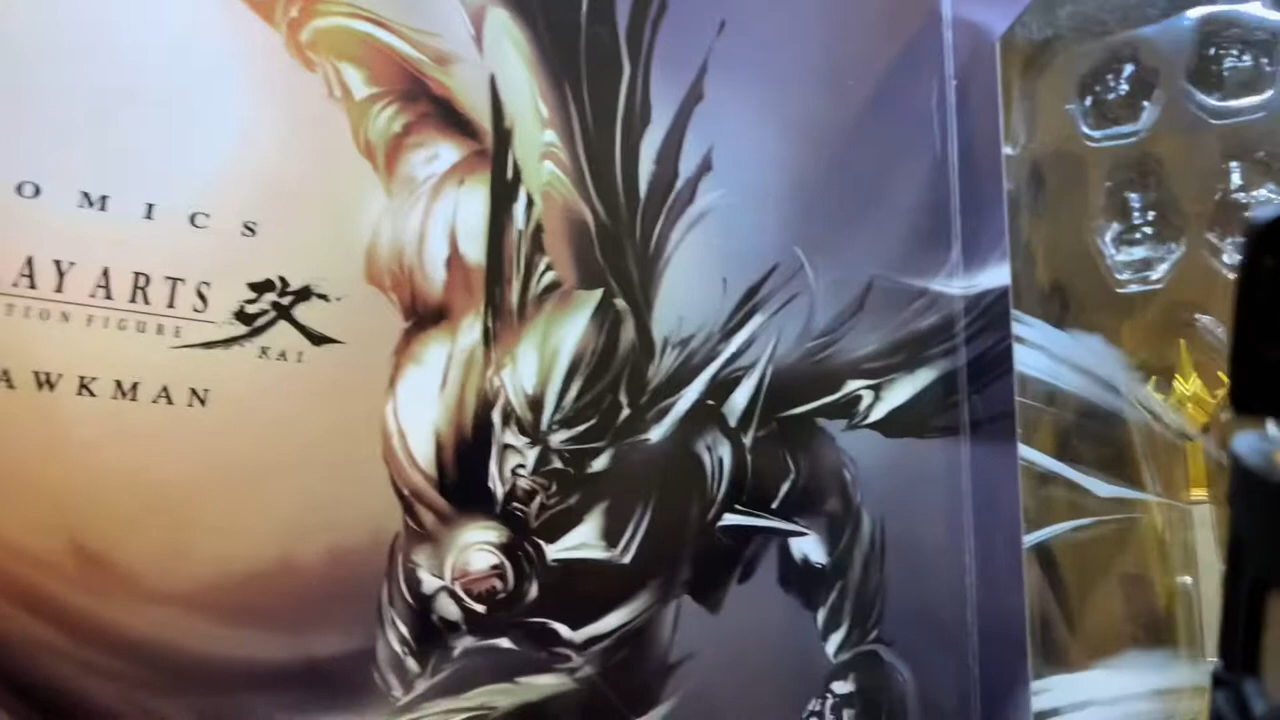 OMICS
AY ARTS 改
TION FIGURE
KAI
AWKMAN